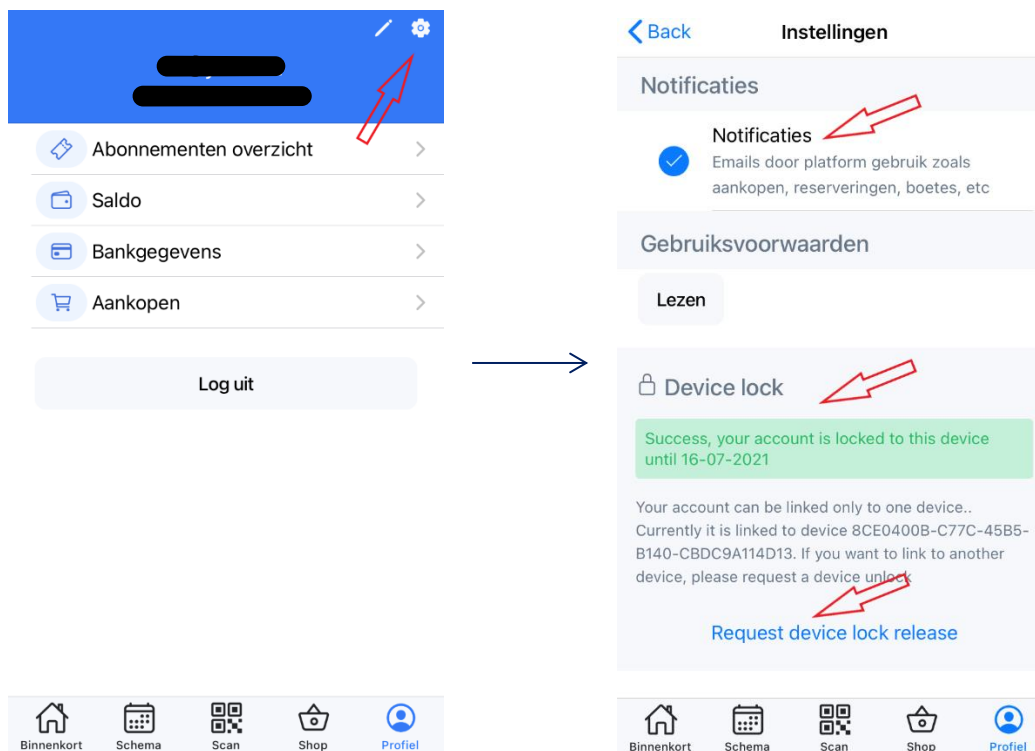 Abonnementen overzicht
Saldo
Bankgegevens
Aankopen
Log uit
Binnenkort
Schema
Scan
Shop
Profiel
Back
Instellingen
Notificaties
Notificaties
Emails door platform gebruik zoals
aankopen, reserveringen, boetes, etc
Gebruiksvoorwaarden
Lezen
Device lock
Success, your account is locked to this device
until 16-07-2021
Your account can be linked only to one device..
Currently it is linked to device 8CE0400B-C77C-45B5-
B140-CBDC9A114D13. If you want to link to another
device, please request a device unlock
Request device lock release
Binnenkort
Schema
Scan
Shop
Profiel